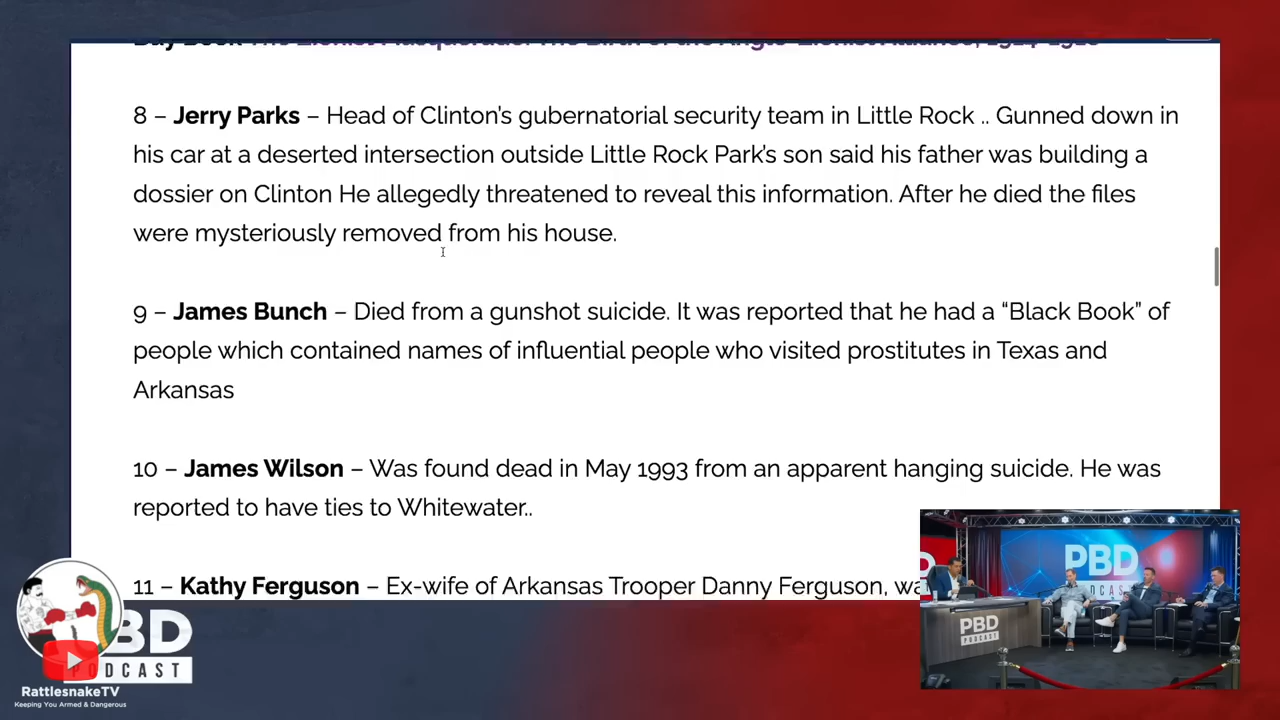 8 – Jerry Parks – Head of Clinton's gubernatorial security team in Little Rock .. Gunned down in
his car at a deserted intersection outside Little Rock Park's son said his father was building a
dossier on Clinton He allegedly threatened to reveal this information. After he died the files
were mysteriously removed from his house.
9 – James Bunch – Died from a gunshot suicide. It was reported that he had a “Black Book” of
people which contained names of influential people who visited prostitutes in Texas and
Arkansas
10 – James Wilson – Was found dead in May 1993 from an apparent hanging suicide. He was
reported to have ties to Whitewater..
11 – Kathy Ferguson – Ex-wife of Arkansas Trooper Danny Ferguson, wa
PBD
PODCAST
PBD
PODCAST
BD
PODCAST
RattlesnakeTV
Keeping You Armed & Dangerous